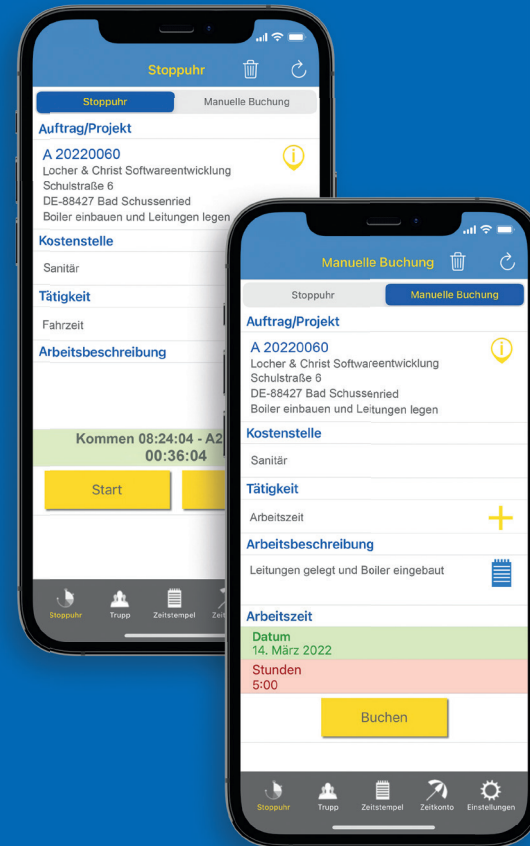 Stoppuhr
Stoppuhr Manuelle Buchung
Auftrag/Projekt
A 20220060
Locher & Christ Softwareentwicklung
Schulstraße 6
DE-88427 Bad Schussenried
Boiler einbauen und Leitungen legen
Kostenstelle
Sanitär
Tätigkeit
Fahrzeit
Arbeitsbeschreibung
Kommen 08:24:04 - A2
00:36:04
Start
Stoppuhr Trupp Zeitstempel Zeit
Manuelle Buchung
Stoppuhr Manuelle Buchung
Auftrag/Projekt
A 20220060
Locher & Christ Softwareentwicklung
Schulstraße 6
DE-88427 Bad Schussenried
Boiler einbauen und Leitungen legen
Kostenstelle
Sanitär
Tätigkeit
Arbeitszeit
Arbeitsbeschreibung
Leitungen gelegt und Boiler eingebaut
Arbeitszeit
Datum
14. März 2022
Stunden
5:00
Buchen
Stoppuhr Trupp Zeitstempel Zeitkonto Einstellungen